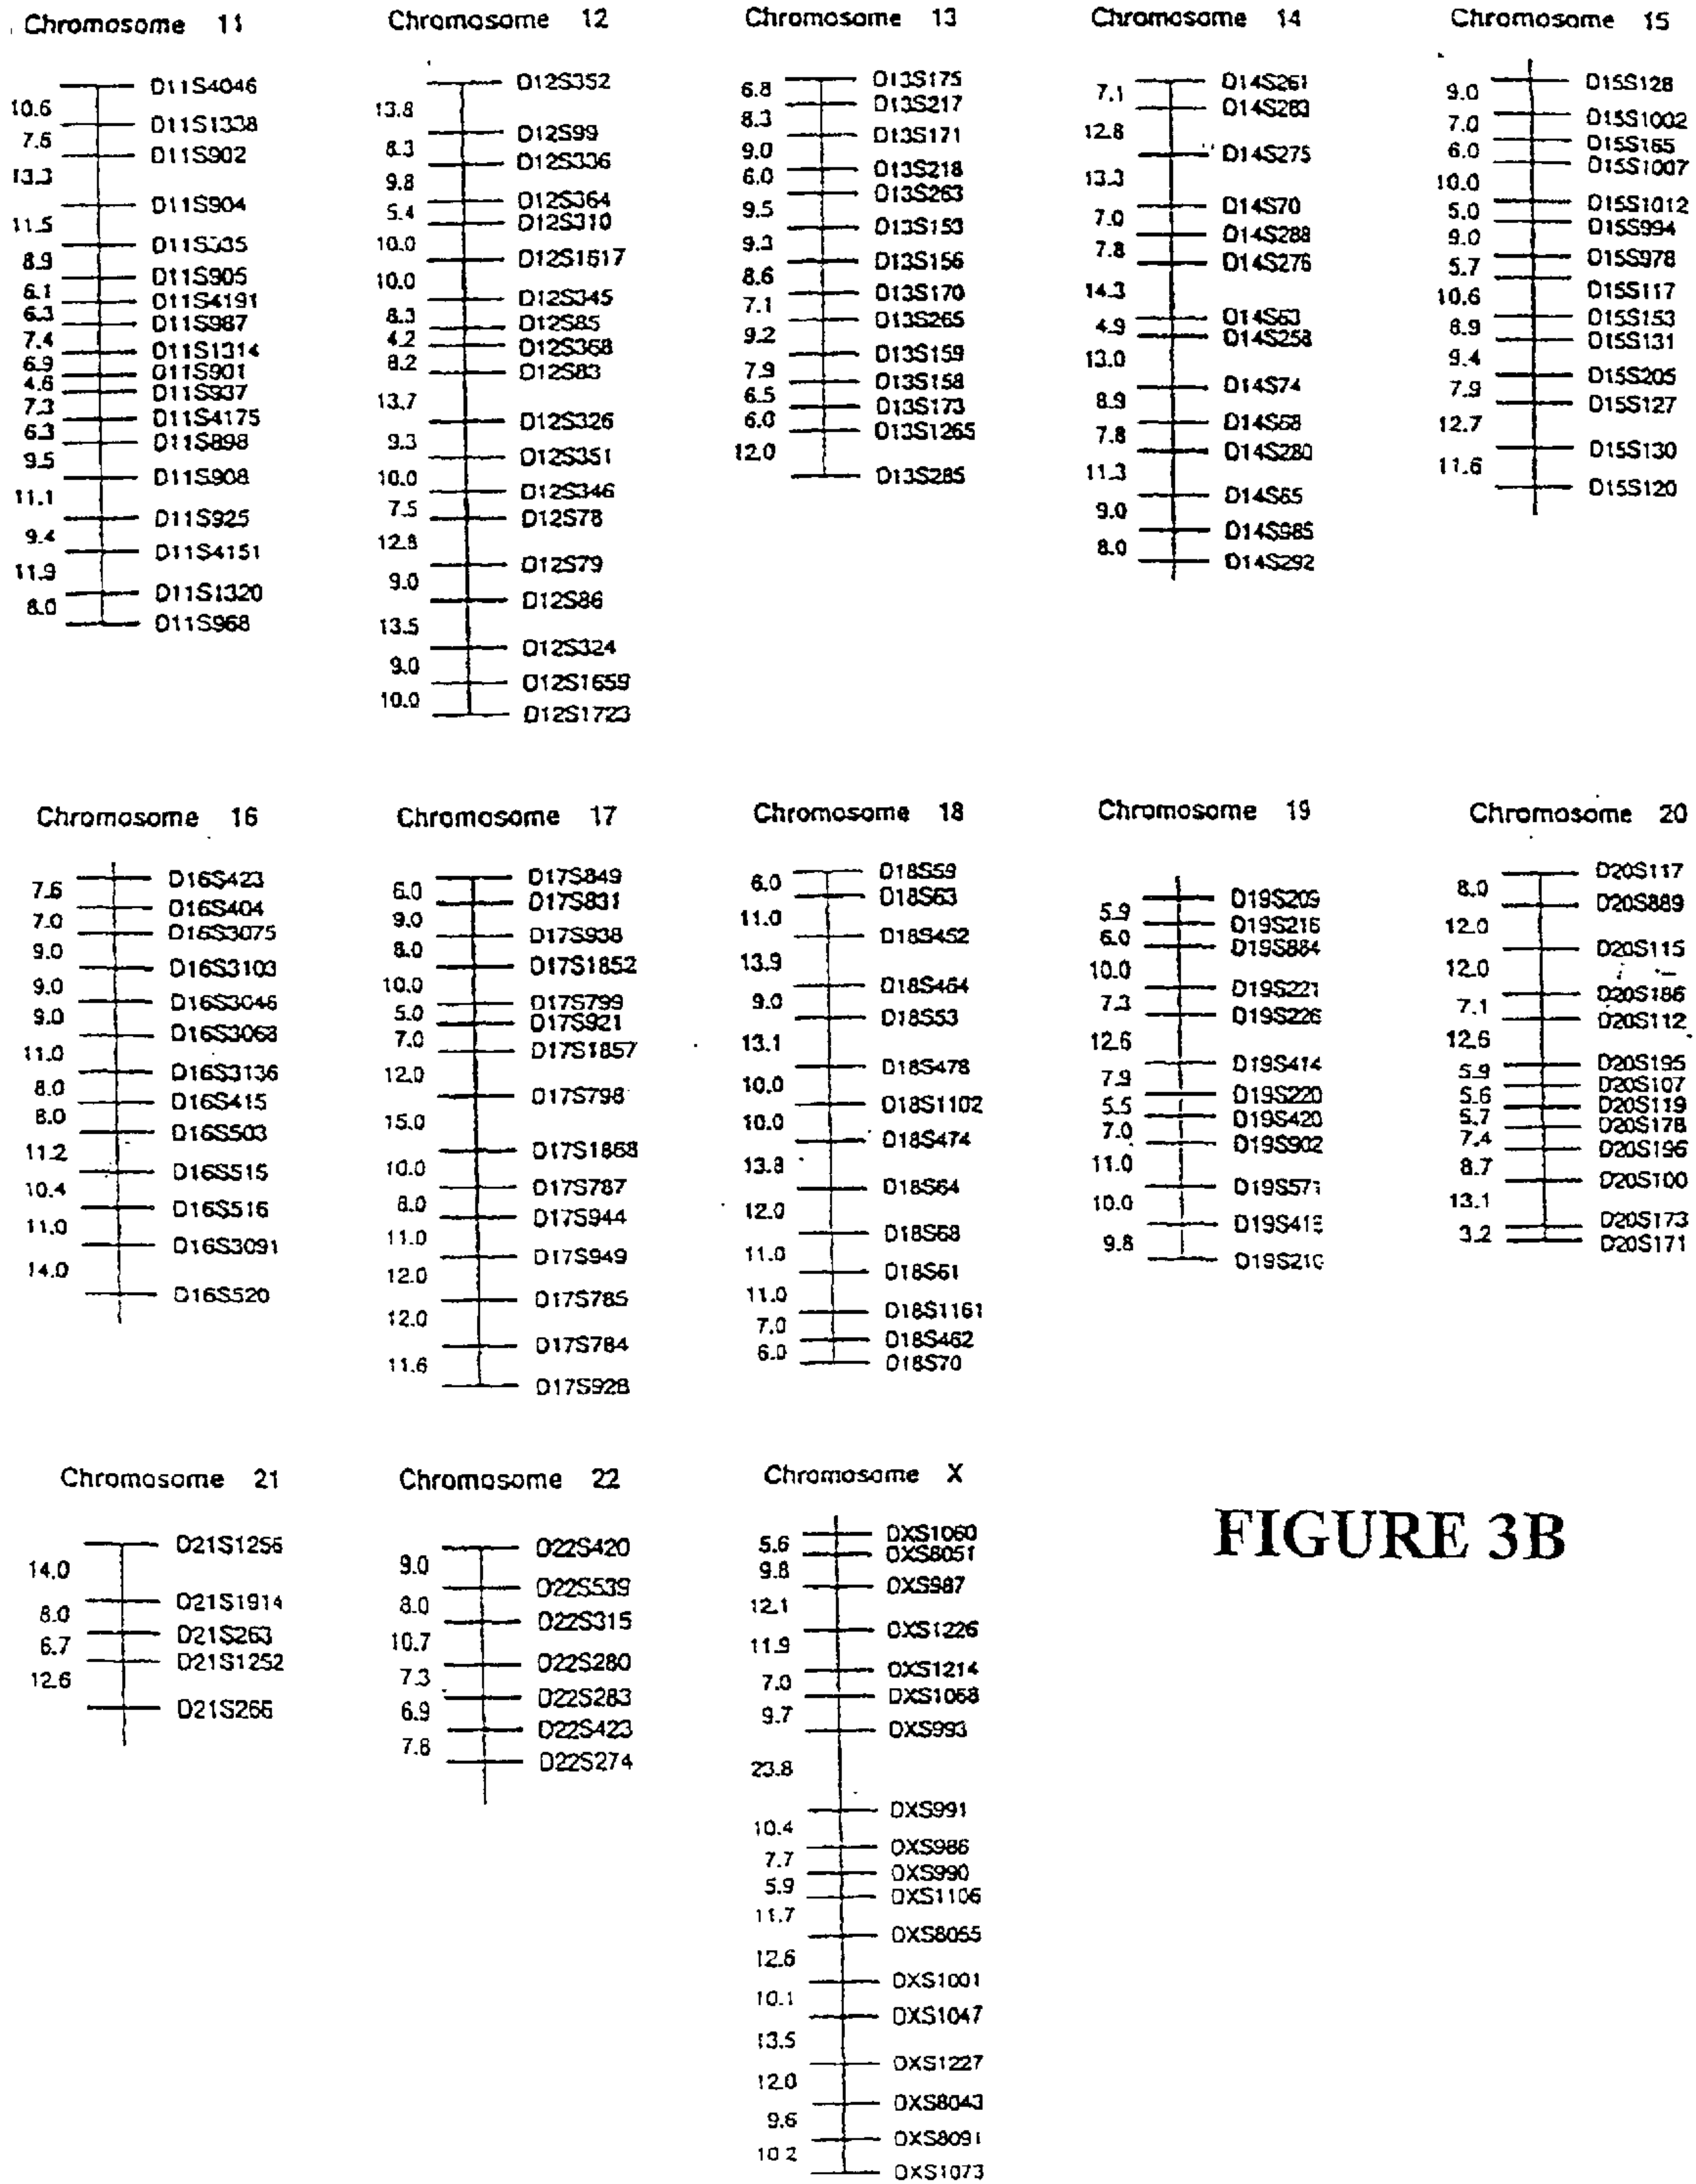 Chromosome 11
D11S4046
10.6
D11S1338
7.6
D11S902
13.3
D11S904
11.5
8.9
D11S905
6.1
D11S4191
6.3
D11S987
7.4
D11S1314
6.9
D11S901
4.6
D11S937
7.3
D11S4175
6.3
D11S898
9.5
D11S908
11.1
D11S925
9.4
D11S4151
11.9
D11S1320
8.0
D11S968
Chromosome 12
D12S352
13.8
D12S99
8.3
D12S336
9.8
D12S364
5.4
D12S310
10.0
D12S1617
10.0
D12S345
8.3
D12S85
4.2
D12S368
8.2
D12S83
13.7
D12S326
9.3
D12S351
10.0
D12S346
7.5
D12S78
12.8
D12S79
9.0
D12S86
13.5
D12S324
9.0
D12S1659
10.0
D12S1723
Chromosome 13
D13S175
6.8
D13S217
8.3
D13S171
9.0
D13S218
6.0
D13S263
9.5
D13S153
9.3
D13S156
8.6
D13S170
7.1
D13S265
9.2
D13S159
7.9
D13S158
6.5
D13S173
6.0
D13S1265
12.0
D13S285
Chromosome 14
D14S261
7.1
D14S283
12.8
D14S275
13.3
D14S70
7.0
D14S288
7.8
D14S276
14.3
D14S63
4.9
D14S258
13.0
D14S74
8.9
D14S68
7.8
D14S280
11.3
D14S65
9.0
D14S985
8.0
D14S292
Chromosome 15
D15S128
9.0
D15S1002
7.0
D15S165
6.0
D15S1007
10.0
D15S1012
5.0
D15S994
9.0
D15S978
5.7
D15S117
10.6
D15S153
8.9
D15S131
9.4
D15S205
7.9
D15S127
12.7
D15S130
11.6
D15S120
Chromosome 16
D16S423
7.6
D16S404
7.0
D16S3075
9.0
D16S3103
9.0
D16S3046
9.0
D16S3068
11.0
D16S3136
8.0
D16S415
8.0
D16S503
11.2
D16S515
10.4
D16S516
11.0
D16S3091
14.0
D16S520
Chromosome 17
D17S849
6.0
D17S831
9.0
D17S938
8.0
D17S1852
10.0
D17S799
5.0
D17S921
7.0
D17S1857
12.0
D17S798
15.0
D17S1868
10.0
D17S787
8.0
D17S944
11.0
D17S949
12.0
D17S785
12.0
D17S784
11.6
D17S928
Chromosome 18
D18S59
6.0
D18S63
11.0
D18S452
13.9
D18S464
9.0
D18S53
13.1
D18S478
10.0
D18S1102
10.0
D18S474
13.8
D18S64
12.0
D18S68
11.0
D18S61
11.0
D18S1161
7.0
D18S462
6.0
D18S70
Chromosome 19
D19S209
5.9
D19S216
6.0
D19S884
10.0
D19S221
7.3
D19S226
12.6
D19S414
7.9
D19S220
5.5
D19S420
7.0
D19S902
11.0
D19S571
10.0
D19S418
9.8
D19S210
Chromosome 20
D20S117
8.0
D20S889
12.0
D20S115
12.0
D20S186
7.1
D20S112
12.6
D20S195
5.9
D20S107
5.6
D20S119
5.7
D20S178
7.4
D20S196
8.7
D20S100
13.1
D20S173
3.2
D20S171
Chromosome 21
D21S1256
14.0
D21S1914
8.0
D21S263
6.7
D21S1252
12.6
D21S266
Chromosome 22
D22S420
9.0
D22S539
8.0
D22S315
10.7
D22S280
7.3
D22S283
6.9
D22S423
7.8
D22S274
Chromosome X
DXS1060
5.6
DXS8051
9.8
DXS987
12.1
DXS1226
11.9
DXS1214
7.0
DXS1068
9.7
DXS993
23.8
DXS991
10.4
DXS986
7.7
DXS990
5.9
DXS1106
11.7
DXS8055
12.6
DXS1001
10.1
DXS1047
13.5
DXS1227
12.0
DXS8043
9.6
DXS8091
10.2
DXS1073
FIGURE 3B